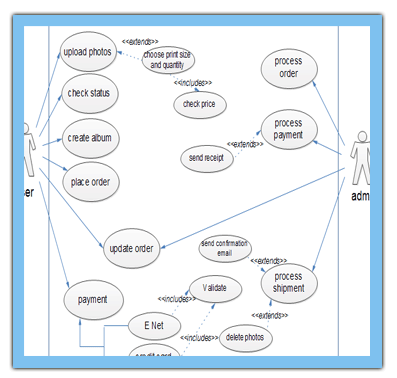 upload photos
<<extends>>
choose print size
and quantity
process
order
check status
<<includes>>
check price
process
payment
create album
<<extends>>
send receipt
place order
ser
adm
update order
send confirmation
email
<<extends>>
Validate
process
shipment
payment
<<includes>>
<<extends>>
E Net
<<includes>>
delete photos
credit card